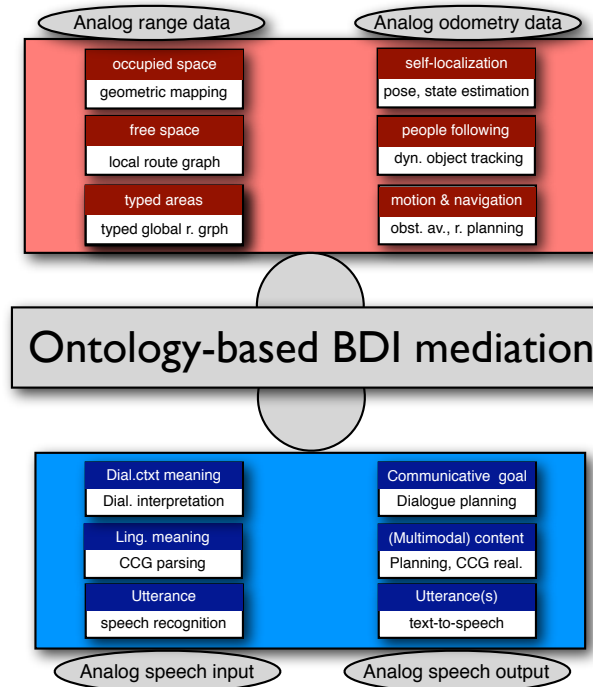 Analog range data
Analog odometry data
occupied space
geometric mapping
self-localization
pose, state estimation
free space
local route graph
people following
dyn. object tracking
typed areas
typed global r. grph
motion & navigation
obst. av., r. planning
Ontology-based BDI mediation
Dial.ctxt meaning
Dial. interpretation
Communicative goal
Dialogue planning
Ling. meaning
CCG parsing
(Multimodal) content
Planning, CCG real.
Utterance
speech recognition
Utterance(s)
text-to-speech
Analog speech input
Analog speech output